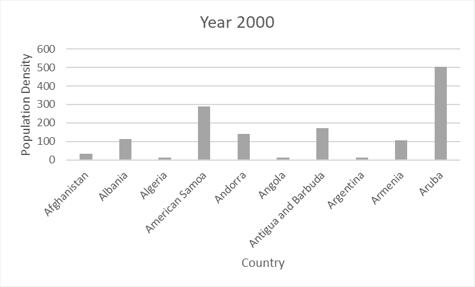 Year 2000
Population Density
600
500
400
300
200
100
0
Afghanistan
Albania
Algeria
American Samoa
Andorra
Angola
Antigua and Barbuda
Argentina
Armenia
Aruba
Country